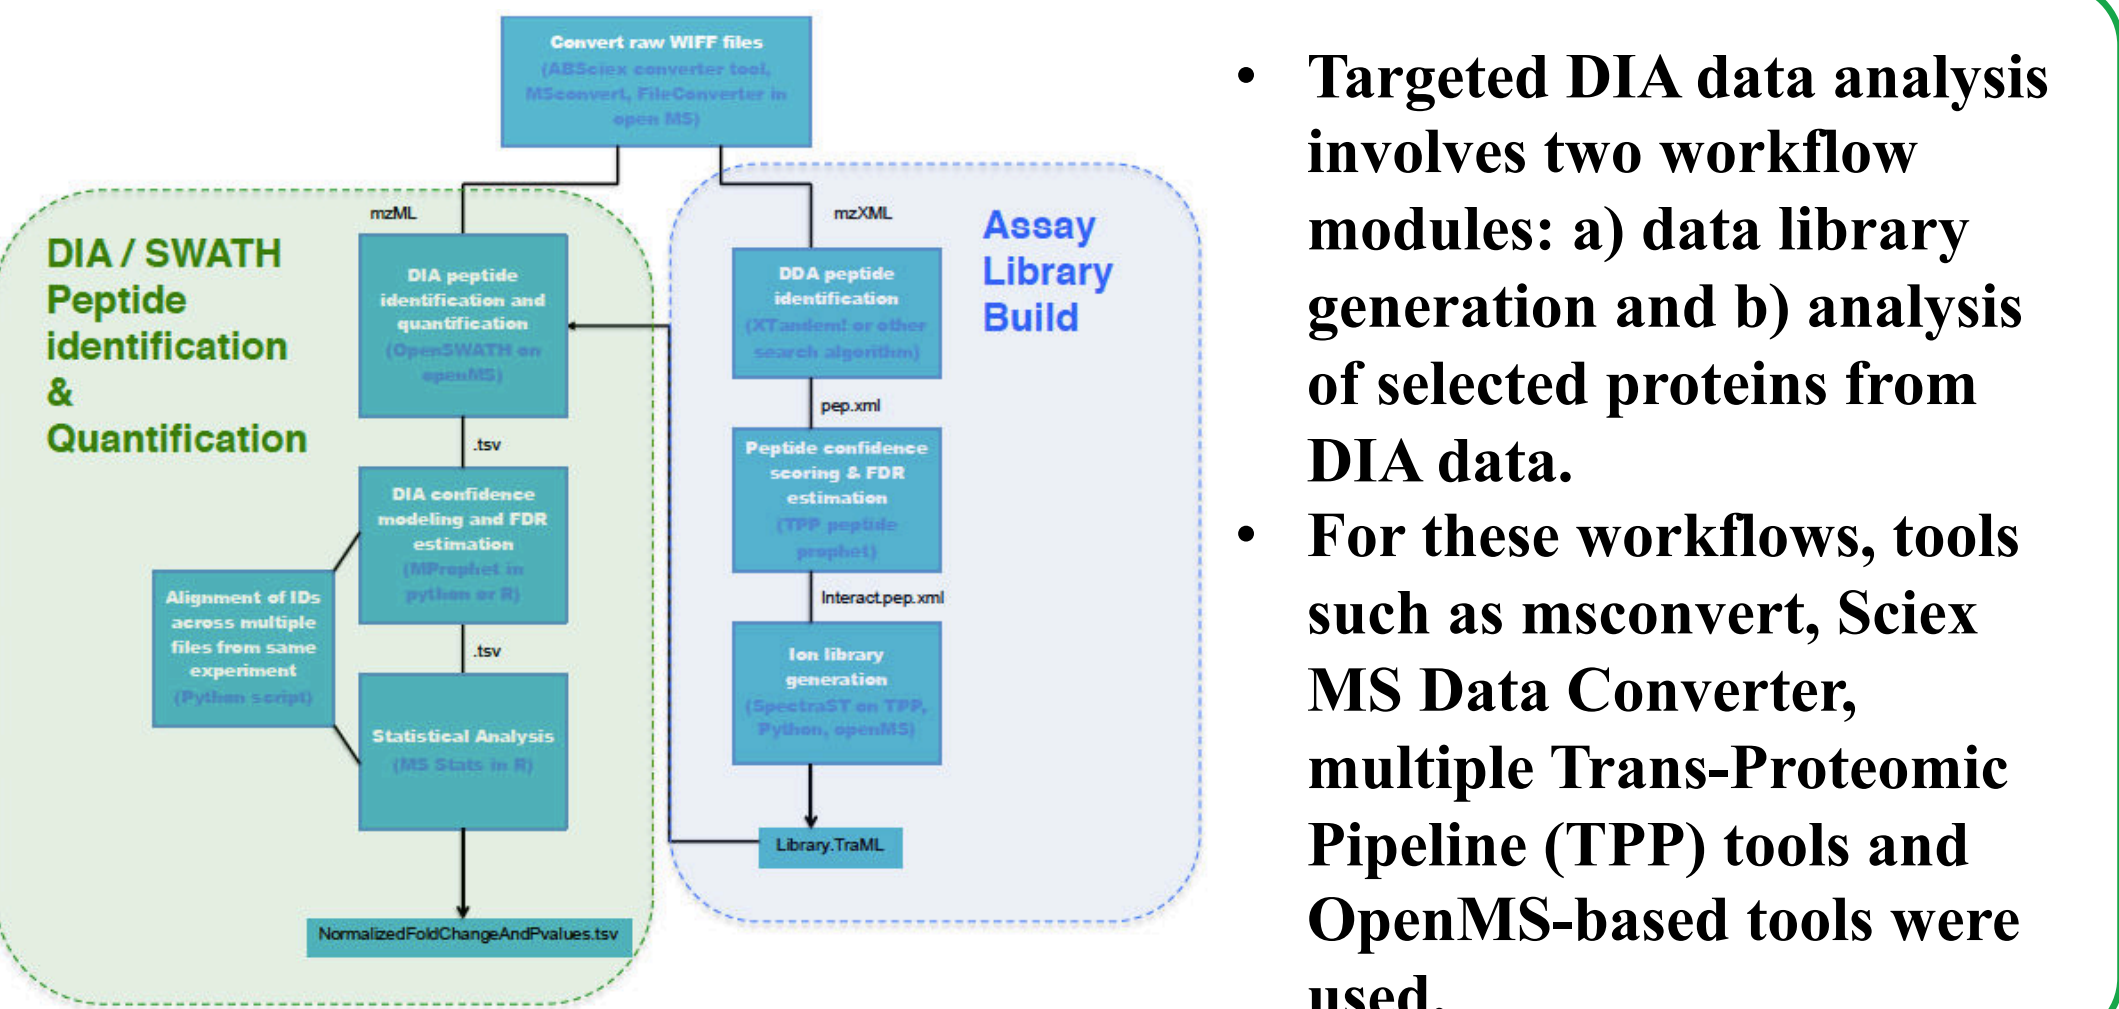 Convert raw WIFF files
(ABSciex converter tool,
MSconvert, FileConverter in
open MS)
mzML
mzXML
DIA / SWATH
Peptide
identification
&
Quantification
DIA peptide
identification and
quantification
(OpenSWATH on
openMS)
.tsv
DIA confidence
modeling and FDR
estimation
(MProphet in
python or R)
.tsv
Alignment of IDs
across multiple
files from same
experiment
(Python script)
Statistical Analysis
(MS Stats in R)
NormalizedFoldChangeAndPvalues.tsv
Assay
Library
Build
DDA peptide
identification
(XTandem! or other
search algorithm)
pep.xml
Peptide confidence
scoring & FDR
estimation
(TPP peptide
prophet)
Interact.pep.xml
Ion library
generation
(SpectraST on TPP,
Python, openMS)
Library.TraML
• Targeted DIA data analysis
involves two workflow
modules: a) data library
generation and b) analysis
of selected proteins from
DIA data.
• For these workflows, tools
such as msconvert, Sciex
MS Data Converter,
multiple Trans-Proteomic
Pipeline (TPP) tools and
OpenMS-based tools were
used.